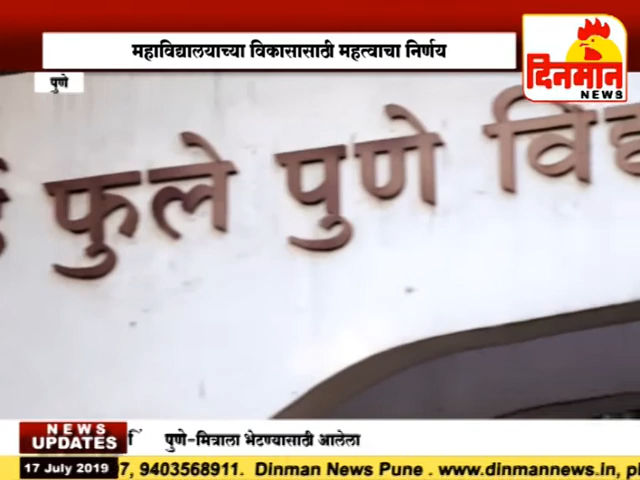 महाविद्यालयाच्या विकासासाठी महत्वाचा निर्णय
दिनमान
NEWS
पुणे
फुले पुणे
NEWS
UPDATES
पुणे-मित्राला भेटण्यासाठी आलेला
17 July 2019
7, 9403568911. Dinman News Pune . www.dinmannews.in, pl